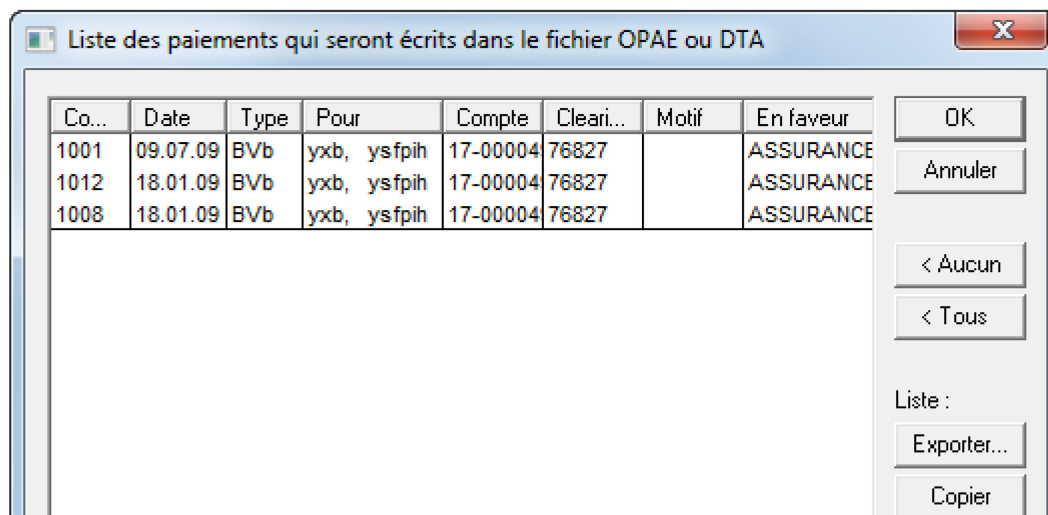 Liste des paiements qui seront écrits dans le fichier OPAE ou DTA
Co... Date Type Pour Compte Cleari... Motif En faveur
1001 09.07.09 BVb yxb, ysfpih 17-00004 76827 ASSURANCE
1012 18.01.09 BVb yxb, ysfpih 17-00004 76827 ASSURANCE
1008 18.01.09 BVb yxb, ysfpih 17-00004 76827 ASSURANCE
OK
Annuler
< Aucun
< Tous
Liste :
Exporter...
Copier